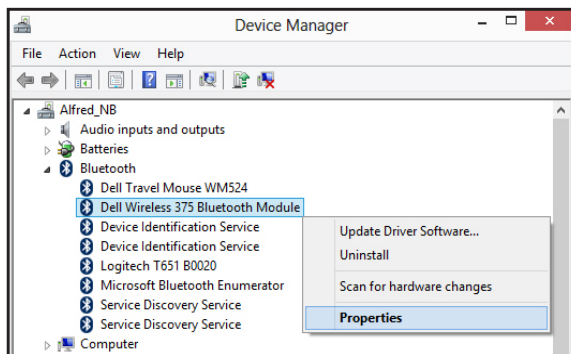 Device Manager
File Action View Help
Alfred_NB
Audio inputs and outputs
Batteries
Bluetooth
Dell Travel Mouse WM524
Dell Wireless 375 Bluetooth Module
Device Identification Service
Device Identification Service
Logitech T651 B0020
Microsoft Bluetooth Enumerator
Service Discovery Service
Service Discovery Service
Computer
Update Driver Software...
Uninstall
Scan for hardware changes
Properties